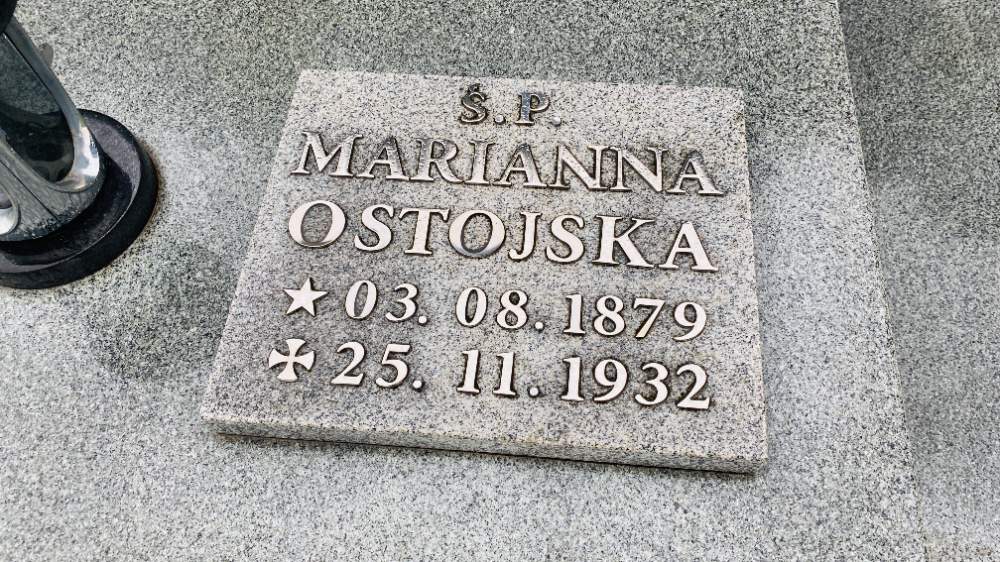 Ś.P.
MARIANNA
OSTOJSKA
★ 03. 08. 1879
✠ 25. 11. 1932